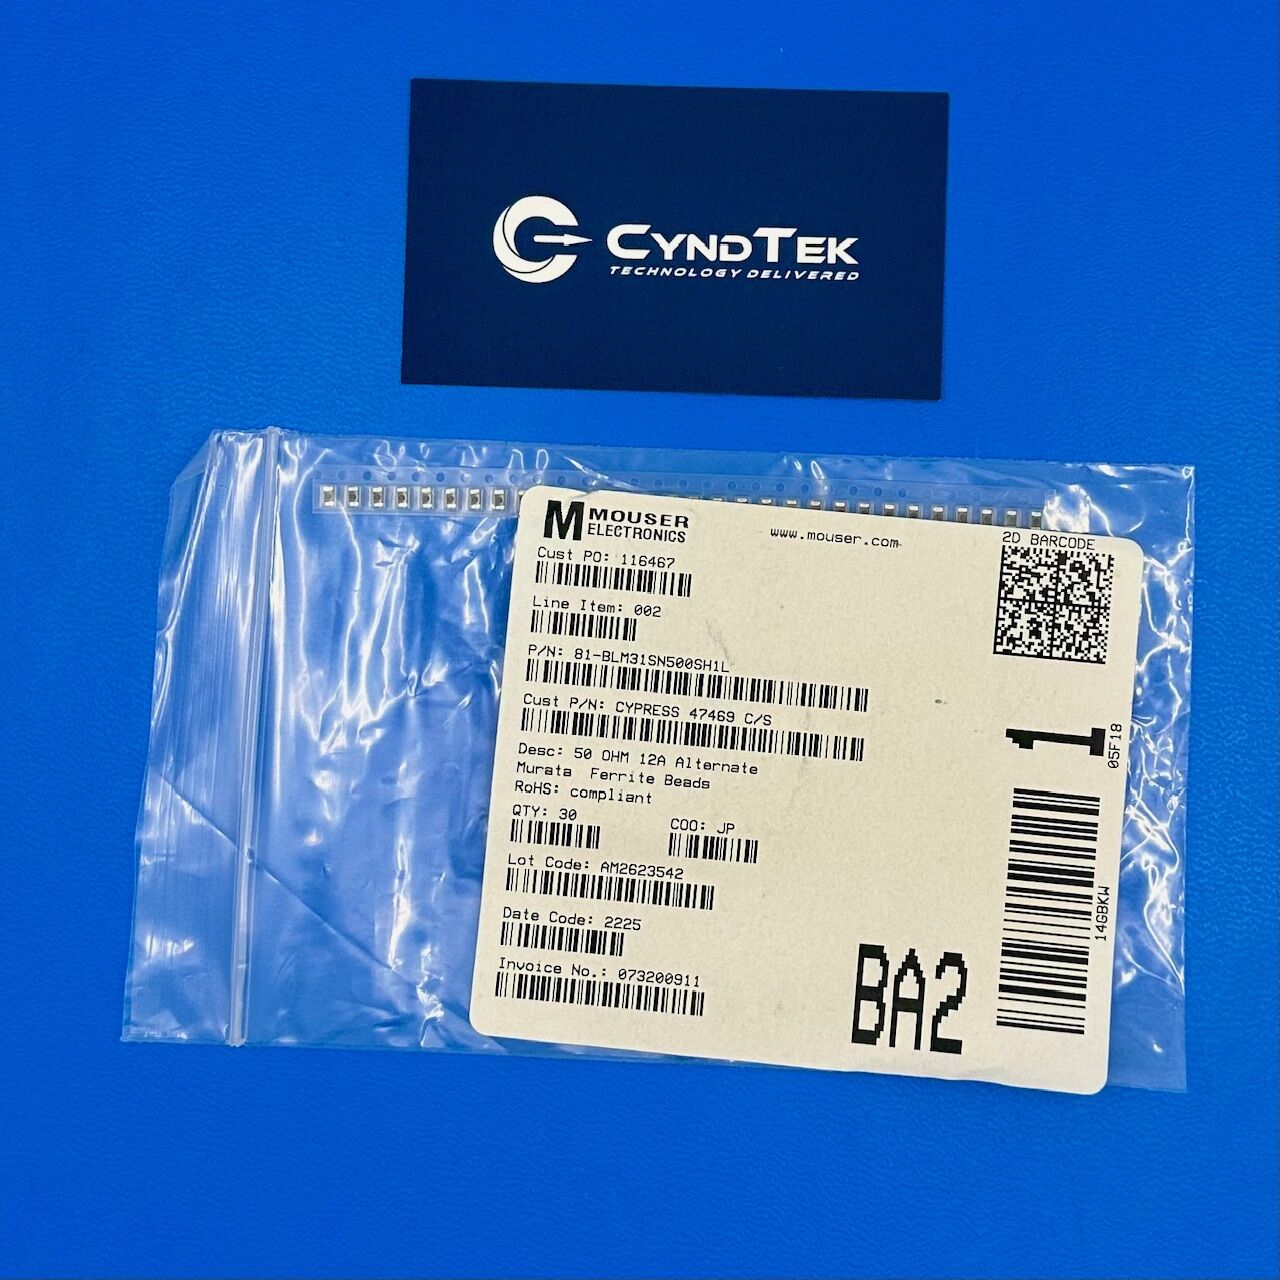 CYNDTEK
TECHNOLOGY DELIVERED
M MOUSER
ELECTRONICS
www.mouser.com
2D BARCODE
Cust PO: 116467
Line Item: 002
P/N: 81-BLM31SN500SH1L
Cust P/N: CYPRESS 47469 C/S
Desc: 50 OHM 12A Alternate
Murata Ferrite Beads
RoHS: compliant
QTY: 30
COO: JP
Lot Code: AM2623542
Date Code: 2225
Invoice No.: 073200911
1
05F18
14GBKW
BA2